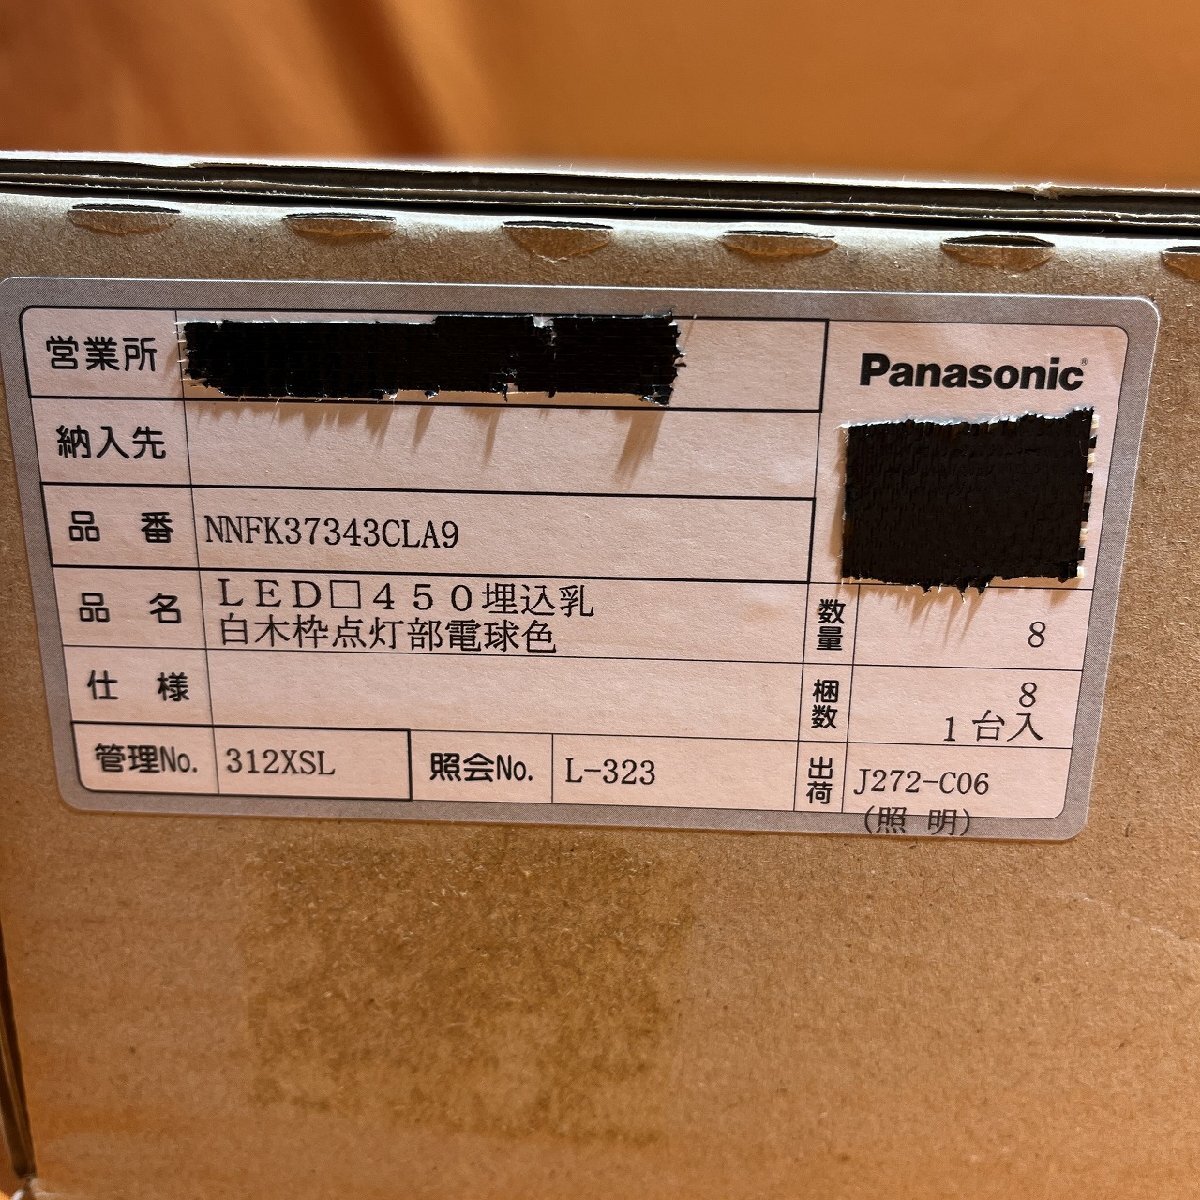 営業所
Panasonic®
納入先
品番 NNFK37343CLA9
品名 LED□450埋込乳
白木枠点灯部電球色
数量 8
仕様
梱数 8
1台入
管理No. 312XSL 照会No. L-323 出荷 J272-C06
(照 明)